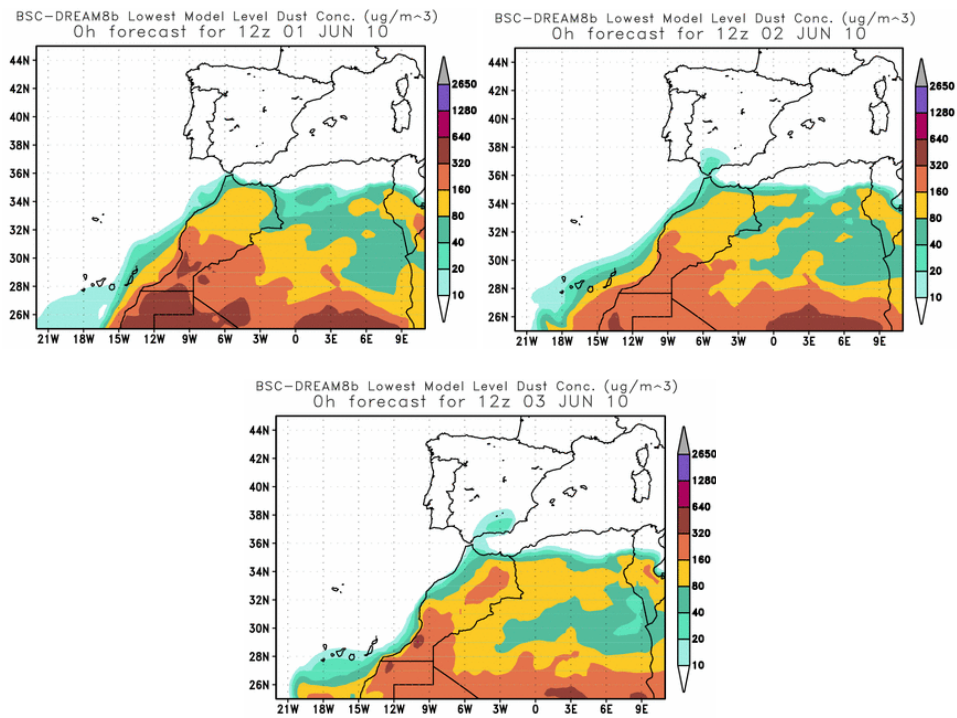 BSC-DREAM8b Lowest Model Level Dust Conc. (ug/m^3)
0h forecast for 12z 01 JUN 10
44N
42N
40N
38N
36N
34N
32N
30N
28N
26N
21W 18W 15W 12W 9W 6W 3W 0 3E 6E 9E
2650
1280
640
320
160
80
40
20
10
BSC-DREAM8b Lowest Model Level Dust Conc. (ug/m^3)
0h forecast for 12z 02 JUN 10
44N
42N
40N
38N
36N
34N
32N
30N
28N
26N
21W 18W 15W 12W 9W 6W 3W 0 3E 6E 9E
2650
1280
640
320
160
80
40
20
10
BSC-DREAM8b Lowest Model Level Dust Conc. (ug/m^3)
0h forecast for 12z 03 JUN 10
44N
42N
40N
38N
36N
34N
32N
30N
28N
26N
21W 18W 15W 12W 9W 6W 3W 0 3E 6E 9E
2650
1280
640
320
160
80
40
20
10